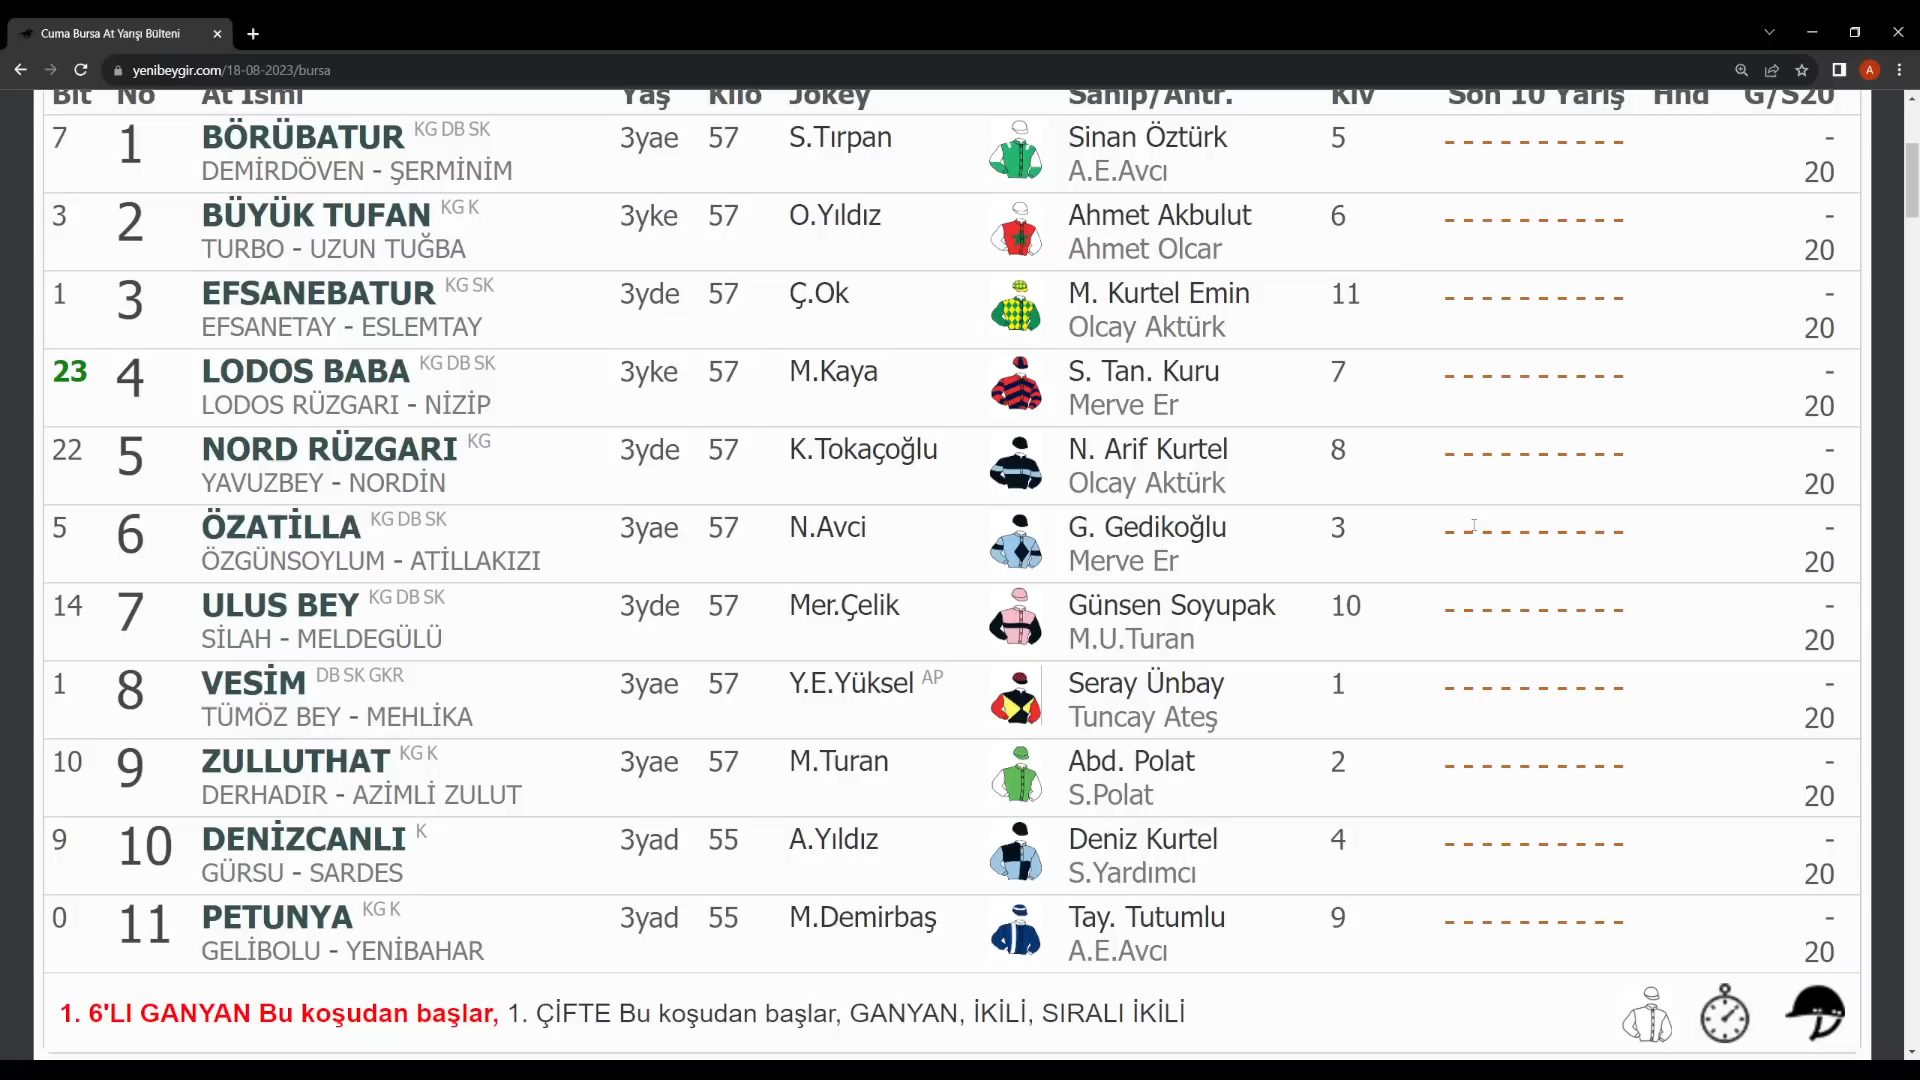 Cuma Bursa At Yarışı Bülteni
yenibeygir.com/18-08-2023/bursa
A
Bit No At İsmi Yaş Kilo Jokey Sahip/Antr. Klv Son 10 Yarış Hnd G/S20
7 1 BÖRÜBATUR KG DB SK 3yae 57 S.Tırpan Sinan Öztürk 5 - - - - - - - - - - -
DEMİRDÖVEN - ŞERMİNİM A.E.Avcı 20
3 2 BÜYÜK TUFAN KG K 3yke 57 O.Yıldız Ahmet Akbulut 6 - - - - - - - - - - -
TURBO - UZUN TUĞBA Ahmet Olcar 20
1 3 EFSANEBATUR KG SK 3yde 57 Ç.Ok M. Kurtel Emin 11 - - - - - - - - - - -
EFSANETAY - ESLEMTAY Olcay Aktürk 20
23 4 LODOS BABA KG DB SK 3yke 57 M.Kaya S. Tan. Kuru 7 - - - - - - - - - - -
LODOS RÜZGARI - NİZİP Merve Er 20
22 5 NORD RÜZGARI KG 3yde 57 K.Tokaçoğlu N. Arif Kurtel 8 - - - - - - - - - - -
YAVUZBEY - NORDİN Olcay Aktürk 20
5 6 ÖZATİLLA KG DB SK 3yae 57 N.Avci G. Gedikoğlu 3 - - - - - - - - - - -
ÖZGÜNSOYLUM - ATİLLAKIZI Merve Er 20
14 7 ULUS BEY KG DB SK 3yde 57 Mer.Çelik Günsen Soyupak 10 - - - - - - - - - - -
SİLAH - MELDEGÜLÜ M.U.Turan 20
1 8 VESİM DB SK GKR 3yae 57 Y.E.Yüksel AP Seray Ünbay 1 - - - - - - - - - - -
TÜMÖZ BEY - MEHLİKA Tuncay Ateş 20
10 9 ZULLUTHAT KG K 3yae 57 M.Turan Abd. Polat 2 - - - - - - - - - - -
DERHADIR - AZİMLİ ZULUT S.Polat 20
9 10 DENİZCANLI K 3yad 55 A.Yıldız Deniz Kurtel 4 - - - - - - - - - - -
GÜRSU - SARDES S.Yardımcı 20
0 11 PETUNYA KG K 3yad 55 M.Demirbaş Tay. Tutumlu 9 - - - - - - - - - - -
GELİBOLU - YENİBAHAR A.E.Avcı 20
1. 6'LI GANYAN Bu koşudan başlar, 1. ÇİFTE Bu koşudan başlar, GANYAN, İKİLİ, SIRALI İKİLİ